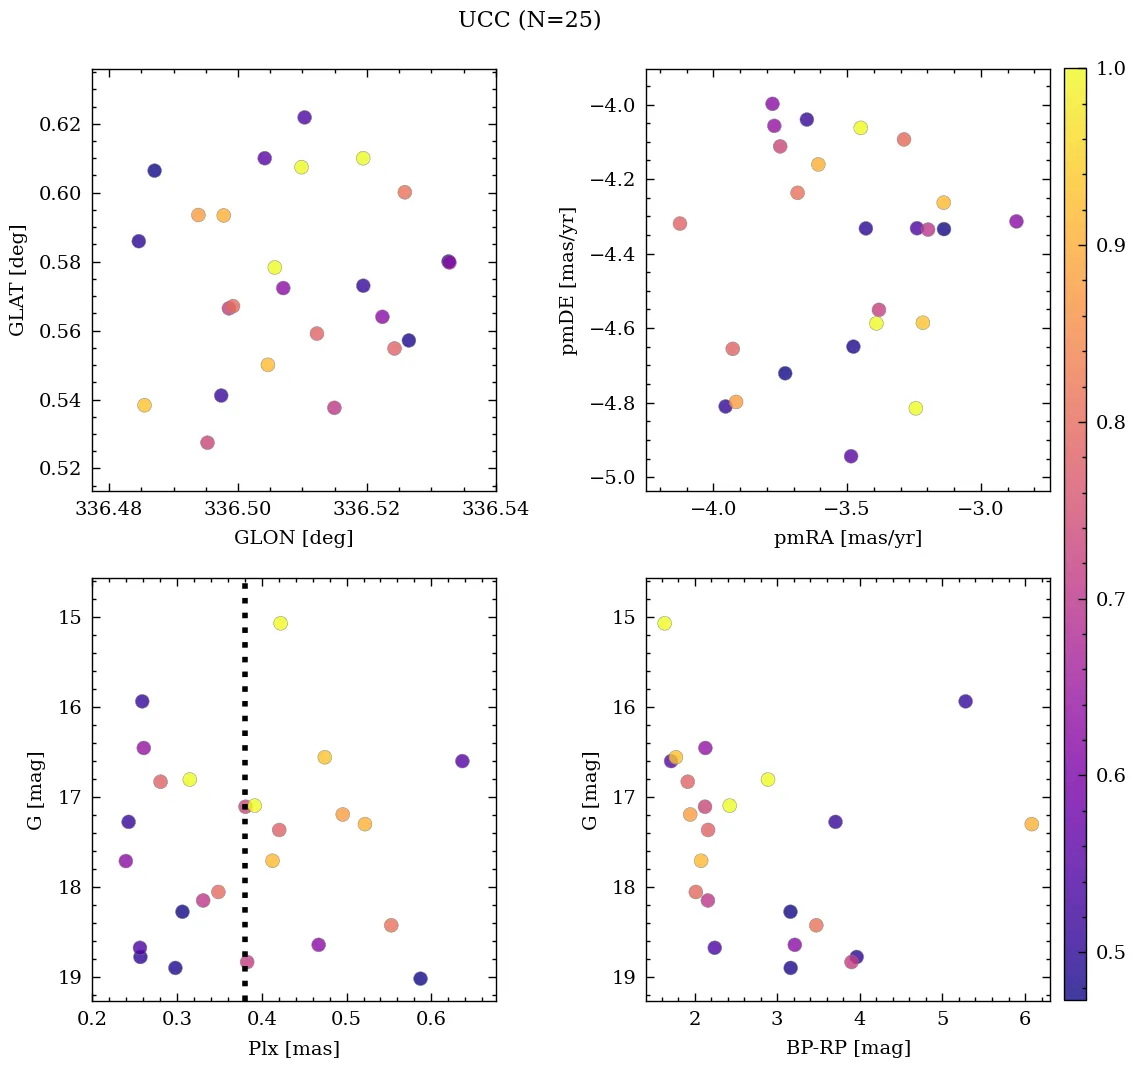 UCC (N=25)
0.62
0.60
0.58
0.56
0.54
0.52
GLAT [deg]
336.48 336.50 336.52 336.54
GLON [deg]
−4.0
−4.2
−4.4
−4.6
−4.8
−5.0
pmDE [mas/yr]
−4.0 −3.5 −3.0
pmRA [mas/yr]
15
16
17
18
19
G [mag]
0.2 0.3 0.4 0.5 0.6
Plx [mas]
15
16
17
18
19
G [mag]
2 3 4 5 6
BP-RP [mag]
1.0
0.9
0.8
0.7
0.6
0.5